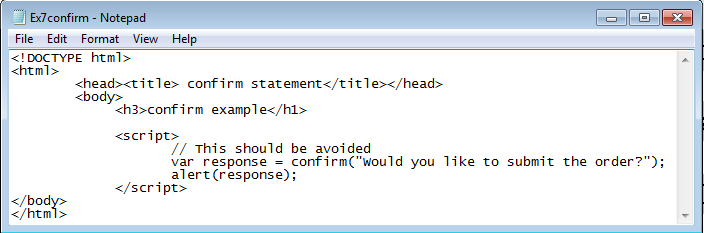 Ex7confirm - Notepad
File Edit Format View Help
<!DOCTYPE html>
<html>
<head><title> confirm statement</title></head>
<body>
<h3>confirm example</h1>
<script>
// This should be avoided
var response = confirm("Would you like to submit the order?");
alert(response);
</script>
</body>
</html>